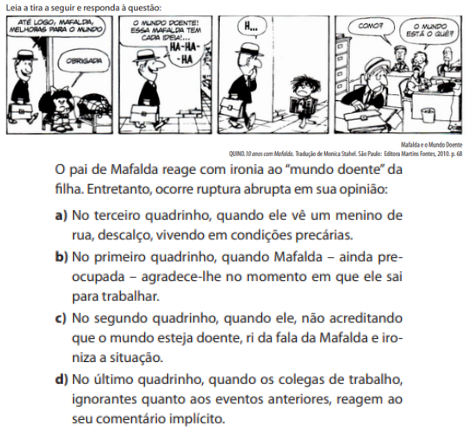 Leia a tira a seguir e responda à questão:
ATÉ LOGO, MAFALDA,
MELHORAS PARA O MUNDO
OBRIGADA
O MUNDO DOENTE!
ESSA MAFALDA TEM
CADA IDEIA!...
HA-HA-
-HA
H...
COMO?
O MUNDO
ESTÁ O QUÊ?
Mafalda e o Mundo Doente
QUINO. 10 anos com Mafalda. Tradução de Monica Stahel. São Paulo: Editora Martins Fontes, 2010. p. 68
O pai de Mafalda reage com ironia ao “mundo doente” da
filha. Entretanto, ocorre ruptura abrupta em sua opinião:
a) No terceiro quadrinho, quando ele vê um menino de
rua, descalço, vivendo em condições precárias.
b) No primeiro quadrinho, quando Mafalda – ainda pre-
ocupada – agradece-lhe no momento em que ele sai
para trabalhar.
c) No segundo quadrinho, quando ele, não acreditando
que o mundo esteja doente, ri da fala da Mafalda e iro-
niza a situação.
d) No último quadrinho, quando os colegas de trabalho,
ignorantes quanto aos eventos anteriores, reagem ao
seu comentário implícito.